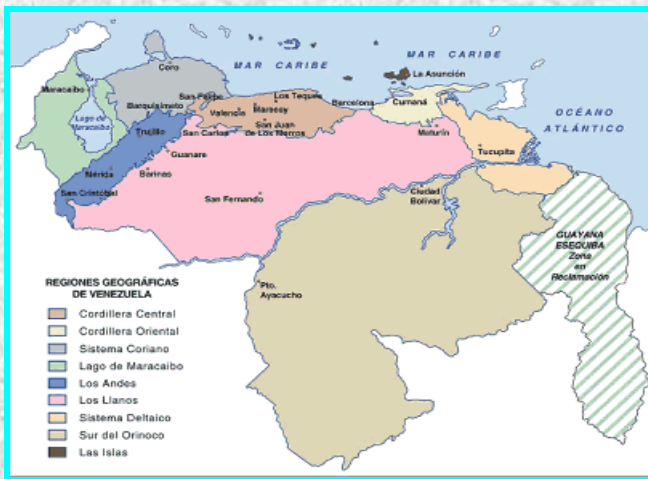 Coro
MAR CARIBE
MAR CARIBE
La Asunción
Maracaibo
San Felipe
Los Teques
Barcelona
Cumaná
OCÉANO
ATLÁNTICO
Barquisimeto
Valencia
Maracay
Lago de
Maracaibo
Trujillo
San Carlos
San Juan
de Los Morros
Maturín
Tucupita
Guanare
Mérida
Barinas
San Cristóbal
San Fernando
Ciudad
Bolívar
GUAYANA
ESEQUIBA
Zona
en
Reclamación
Pto.
Ayacucho
REGIONES GEOGRÁFICAS
DE VENEZUELA
Cordillera Central
Cordillera Oriental
Sistema Coriano
Lago de Maracaibo
Los Andes
Los Llanos
Sistema Deltaico
Sur del Orinoco
Las Islas